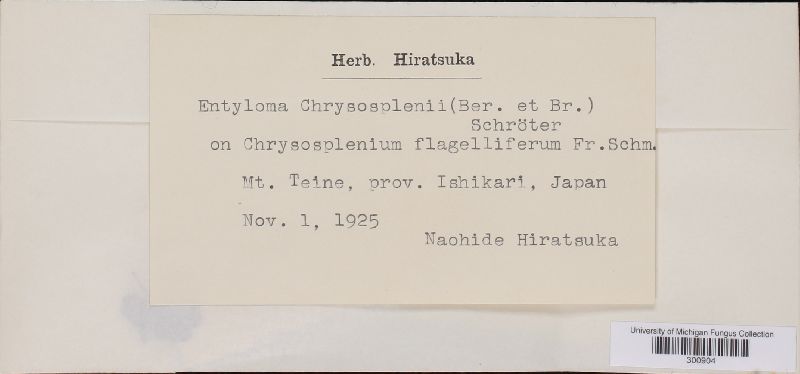 Herb. Hiratsuka
Entyloma Chrysosplenii(Ber. et Br.)
Schröter
on Chrysosplenium flagelliferum Fr.Schm.
Mt. Teine, prov. Ishikari, Japan
Nov. 1, 1925
Naohide Hiratsuka
University of Michigan Fungus Collection
300904